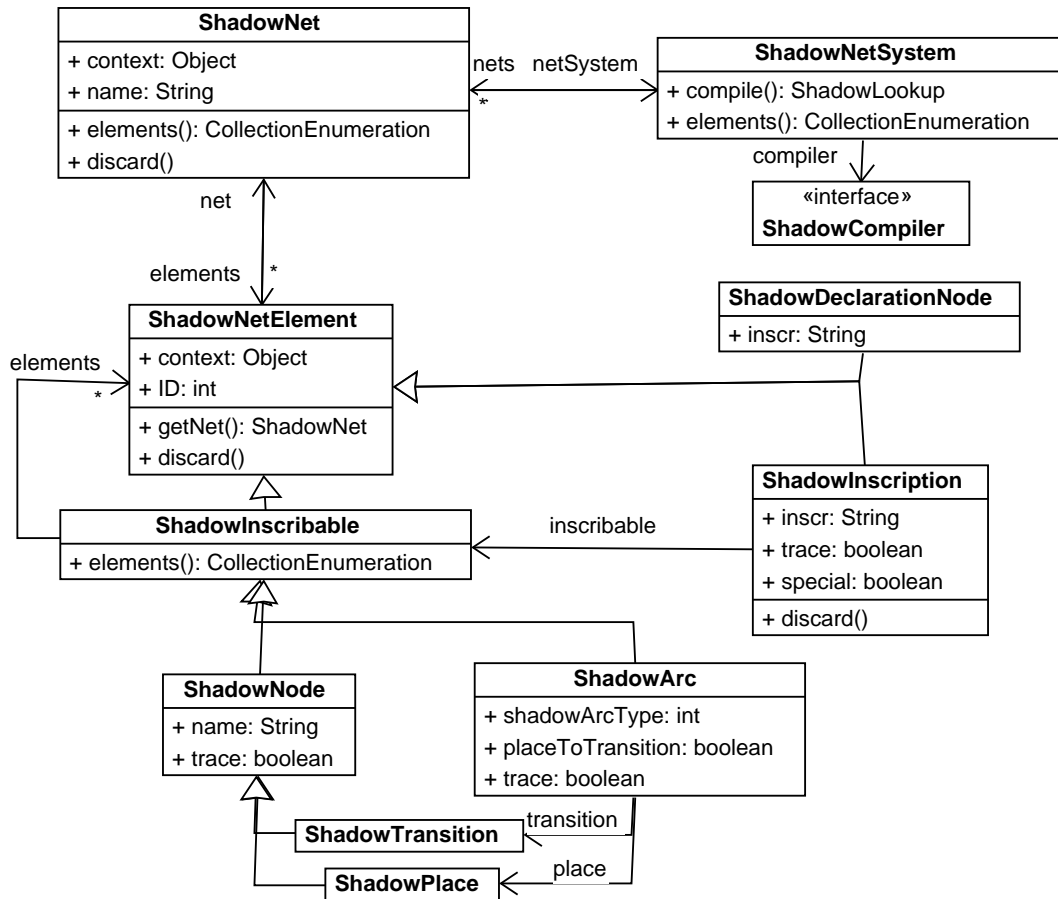 ShadowNet
+ context: Object
+ name: String
+ elements(): CollectionEnumeration
+ discard()
nets
netSystem
*
ShadowNetSystem
+ compile(): ShadowLookup
+ elements(): CollectionEnumeration
compiler
«interface»
ShadowCompiler
net
elements
*
ShadowNetElement
+ context: Object
+ ID: int
+ getNet(): ShadowNet
+ discard()
elements
*
ShadowDeclarationNode
+ inscr: String
ShadowInscribable
+ elements(): CollectionEnumeration
inscribable
ShadowInscription
+ inscr: String
+ trace: boolean
+ special: boolean
+ discard()
ShadowNode
+ name: String
+ trace: boolean
ShadowArc
+ shadowArcType: int
+ placeToTransition: boolean
+ trace: boolean
transition
ShadowTransition
place
ShadowPlace